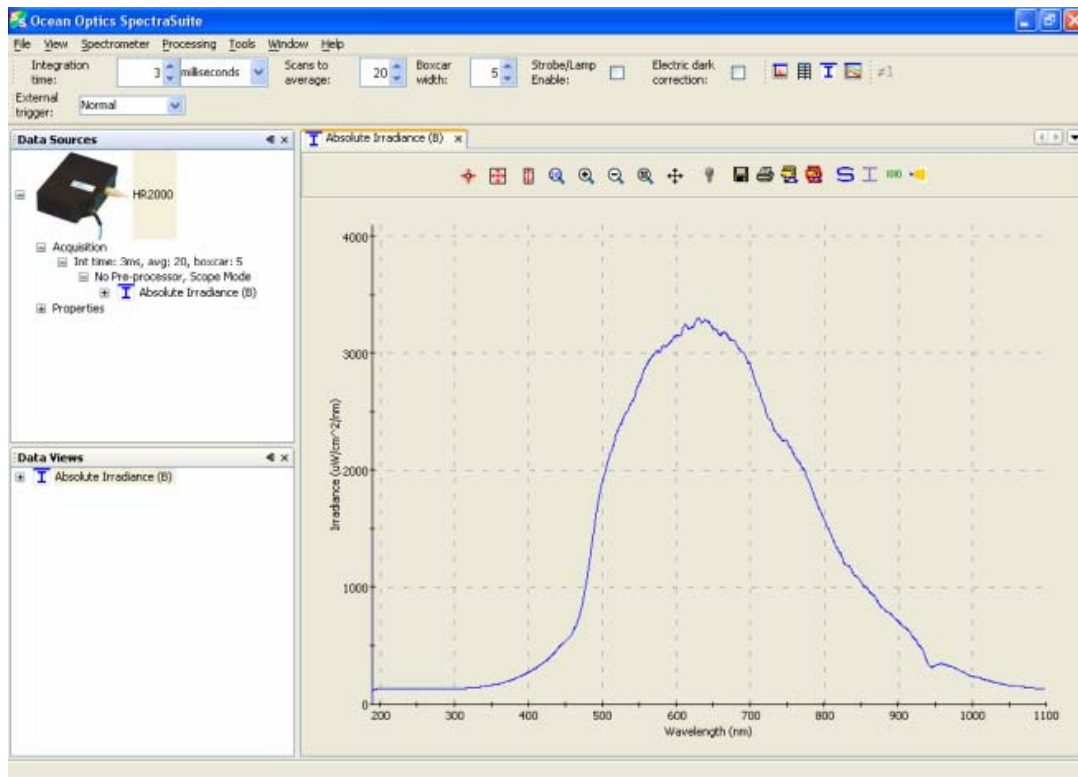 Ocean Optics SpectraSuite
File View Spectrometer Processing Tools Window Help
Integration time: 3 miliseconds Scans to average: 20 Boxcar width: 5 Strobe/Lamp Enable: Electric dark correction: ≠1
External trigger: Normal
Data Sources
HR2000
Acquisition
Int time: 3ms, avg: 20, boxcar: 5
No Pre-processor, Scope Mode
Absolute Irradiance (B)
Properties
Data Views
Absolute Irradiance (B)
Absolute Irradiance (B)
4000
3000
2000
1000
0
Irradiance (uW/cm^2/nm)
200 300 400 500 600 700 800 900 1000 1100
Wavelength (nm)